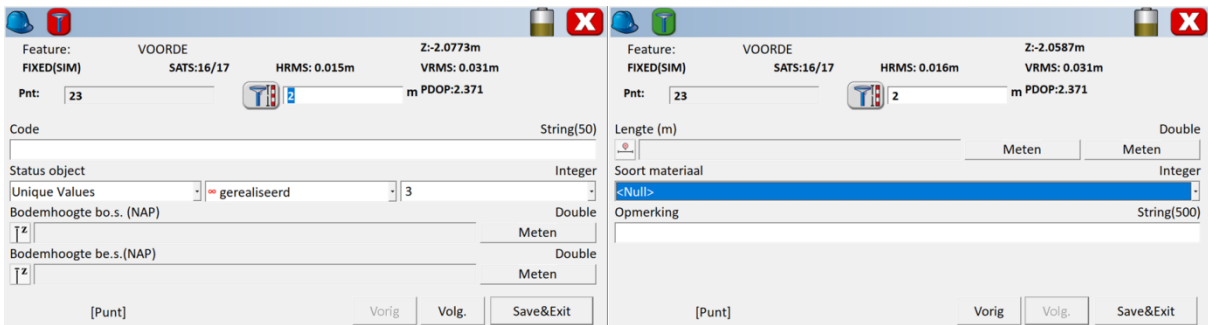 Feature: VOORDE Z:-2.0773m
FIXED(SIM) SATS:16/17 HRMS: 0.015m VRMS: 0.031m
Pnt: 23 2 m PDOP:2.371
Code String(50)
Status object Integer
Unique Values ∞ gerealiseerd 3
Bodemhoogte bo.s. (NAP) Double
Z Meten
Bodemhoogte be.s.(NAP) Double
Z Meten
[Punt] Vorig Volg. Save&Exit
Feature: VOORDE Z:-2.0587m
FIXED(SIM) SATS:16/17 HRMS: 0.016m VRMS: 0.031m
Pnt: 23 2 m PDOP:2.371
Lengte (m) Double
Meten Meten
Soort materiaal Integer
<Null>
Opmerking String(500)
[Punt] Vorig Volg. Save&Exit